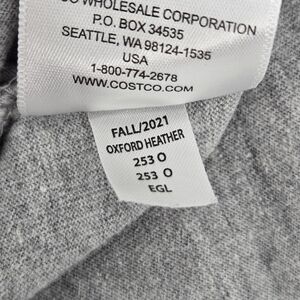 CO WHOLESALE CORPORATION
P.O. BOX 34535
SEATTLE, WA 98124-1535
USA
1-800-774-2678
WWW.COSTCO.COM
FALL/2021
OXFORD HEATHER
253 O
253 O
EGL